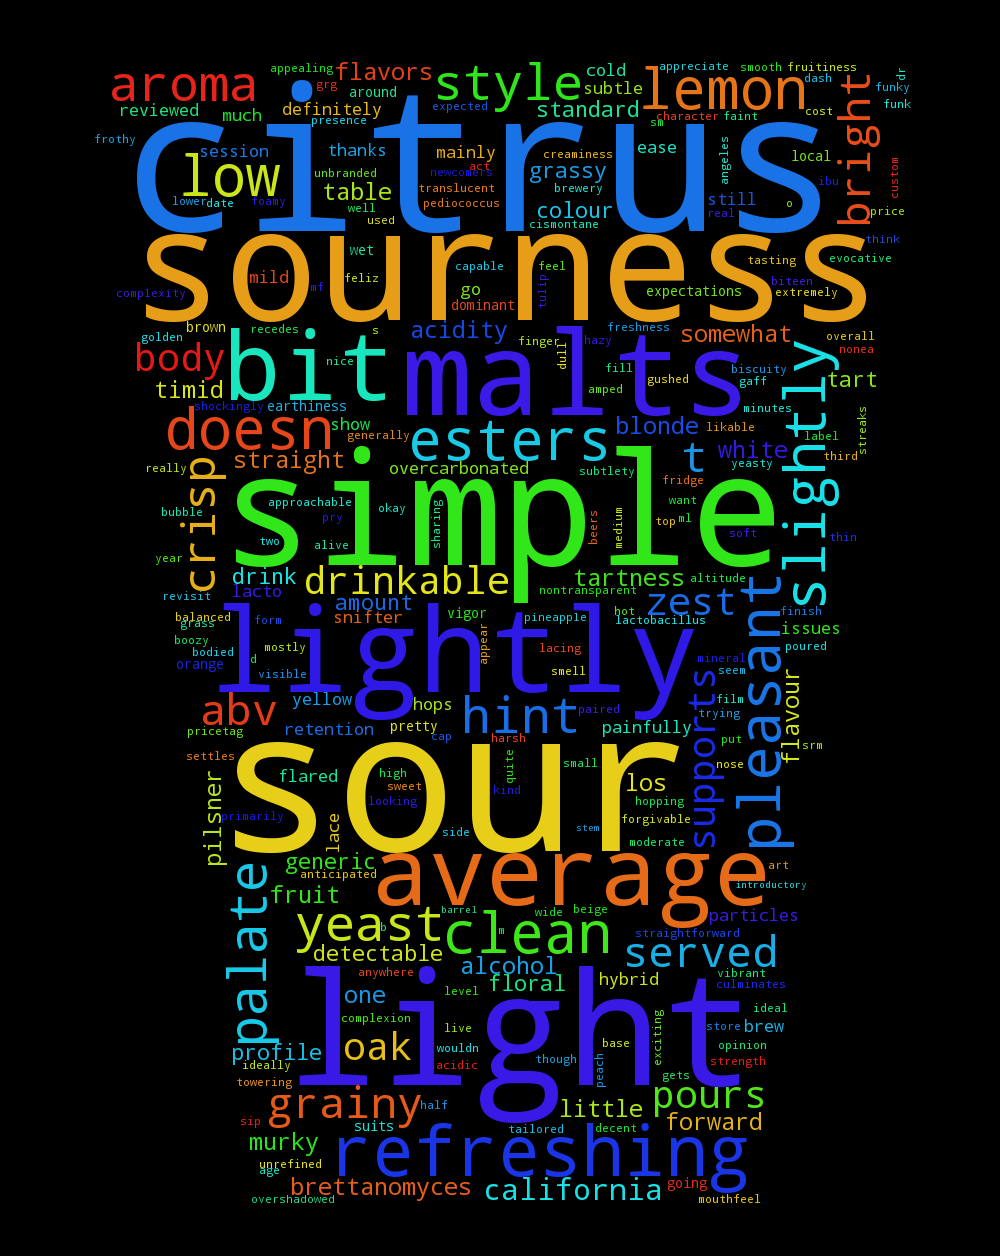 appealing
flavors
style
cold
appreciate
smooth
fruitiness
dr
aroma
grg
around
subtle
lemon
dash
funky
reviewed
much
definitely
presence
expected
standard
sm
character
faint
cost
funk
bright
frothy
citrus
session
thanks
mainly
act
creaminess
ease
angeles
local
low
unbranded
newcomers
grassy
custom
table
translucent
brewery
still
ibu
lower
date
foamy
well
used
pediococcus
colour
cismontane
real
o
price
sourness
wet
think
mild
feliz
capable
feel
tasting
evocative
complexity
mf
go
dominant
tulip
expectations
biteen
extremely
golden
brown
recedes
s
acidity
finger
hazy
freshness
somewhat
overall
nonea
body
bit
nice
malts
dull
fill
gushed
biscuity
gaff
tart
timid
shockingly
earthiness
amped
minutes
slightly
doesn
show
generally
esters
blonde
likable
label
streaks
really
straight
overcarbonated
subtlety
t
white
yeasty
third
fridge
crisp
simple
approachable
okay
sharing
want
bubble
pry
beers
medium
top
ml
soft
thin
two
alive
year
drink
drinkable
tartness
altitude
revisit
lacto
amount
nontransparent
zest
pleasant
balanced
grass
form
snifter
vigor
pineapple
hot
lactobacillus
finish
issues
boozy
bodied
d
mostly
lightly
appear
lacing
poured
orange
visible
smell
mineral
seem
supports
abv
yellow
hops
hint
paired
film
trying
flavour
pricetag
retention
pretty
cap
harsh
painfully
put
srm
settles
sour
flared
high
sweet
quite
small
los
nose
pilsner
looking
kind
hopping
primarily
lace
side
stem
forgivable
moderate
generic
anticipated
average
art
introductory
palate
fruit
yeast
b
barrel
m
wide
beige
particles
clean
straightforward
detectable
served
anywhere
alcohol
floral
hybrid
vibrant
culminates
one
level
light
ideal
complexion
live
exciting
store
brew
profile
oak
wouldn
base
opinion
ideally
acidic
though
peach
strength
towering
gets
grainy
half
little
pours
sip
suits
tailored
decent
forward
murky
unrefined
refreshing
age
brettanomyces
california
going
overshadowed
mouthfeel